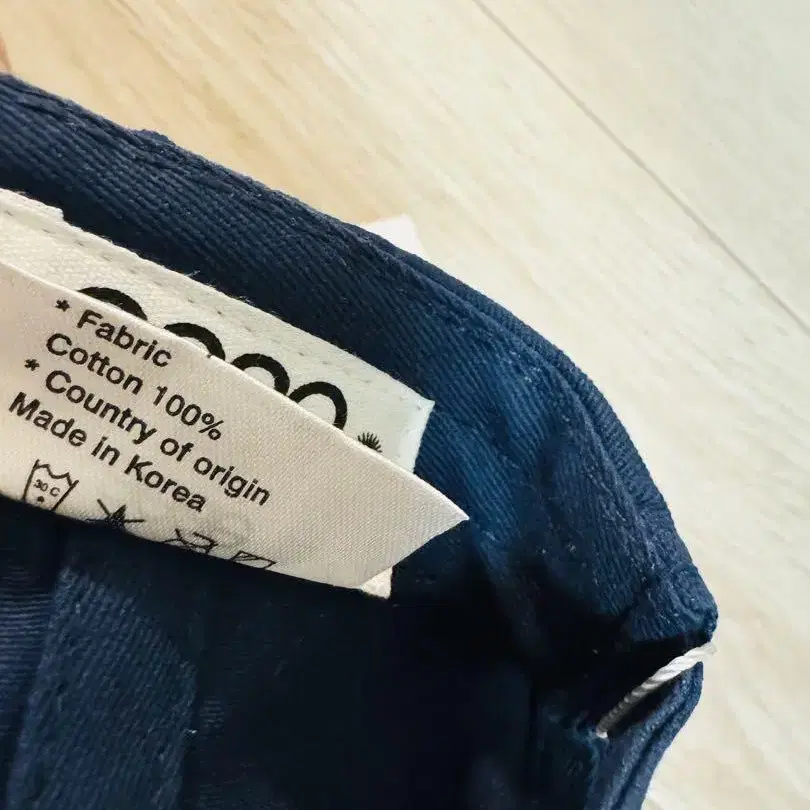 * Fabric
Cotton 100%
* Country of origin
Made in Korea
30 C